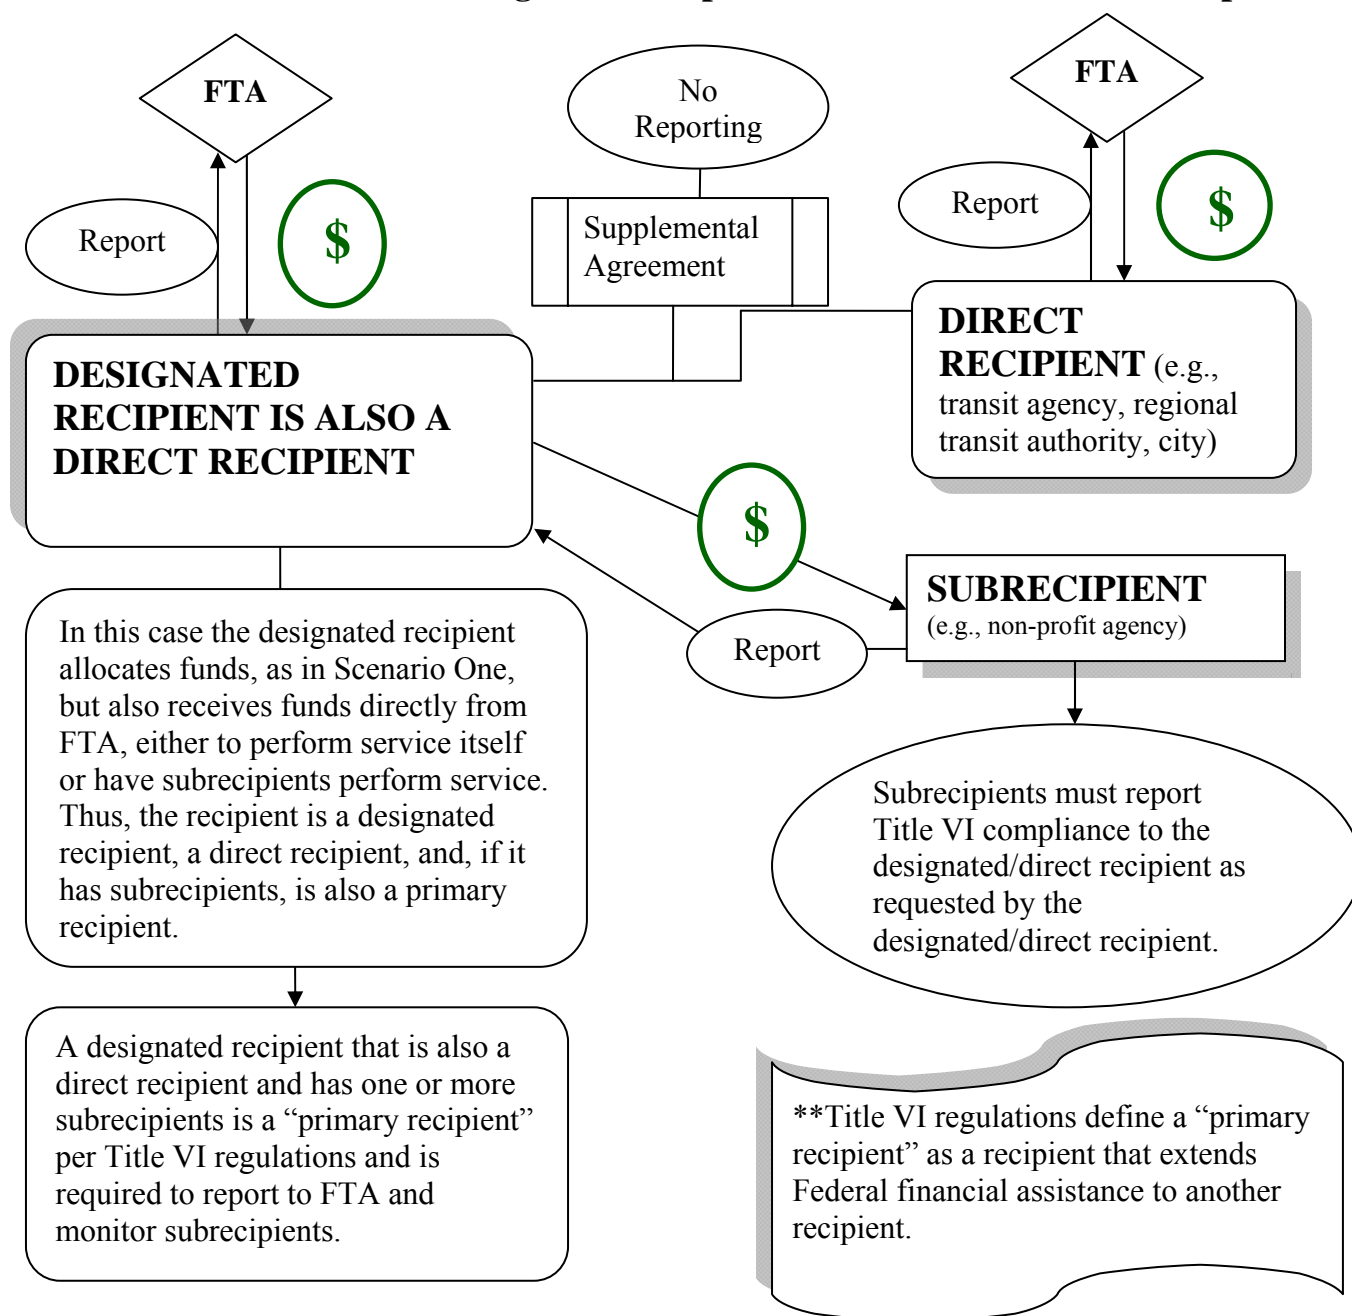 FTA
No
Reporting
FTA
Report
$
Supplemental
Agreement
Report
$
DESIGNATED
RECIPIENT IS ALSO A
DIRECT RECIPIENT
DIRECT
RECIPIENT (e.g.,
transit agency, regional
transit authority, city)
$
SUBRECIPIENT
(e.g., non-profit agency)
Report
In this case the designated recipient
allocates funds, as in Scenario One,
but also receives funds directly from
FTA, either to perform service itself
or have subrecipients perform service.
Thus, the recipient is a designated
recipient, a direct recipient, and, if it
has subrecipients, is also a primary
recipient.
Subrecipients must report
Title VI compliance to the
designated/direct recipient as
requested by the
designated/direct recipient.
A designated recipient that is also a
direct recipient and has one or more
subrecipients is a “primary recipient”
per Title VI regulations and is
required to report to FTA and
monitor subrecipients.
**Title VI regulations define a “primary
recipient” as a recipient that extends
Federal financial assistance to another
recipient.